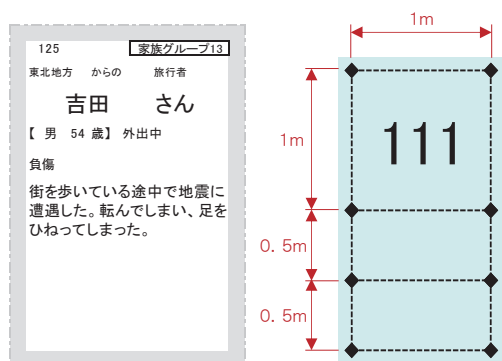 125 家族グループ13
東北地方 からの 旅行者
吉田 さん
【 男 54 歳】 外出中
負傷
街を歩いている途中で地震に
遭遇した。転んでしまい、足を
ひねってしまった。
1m
1m
111
0.5m
0.5m